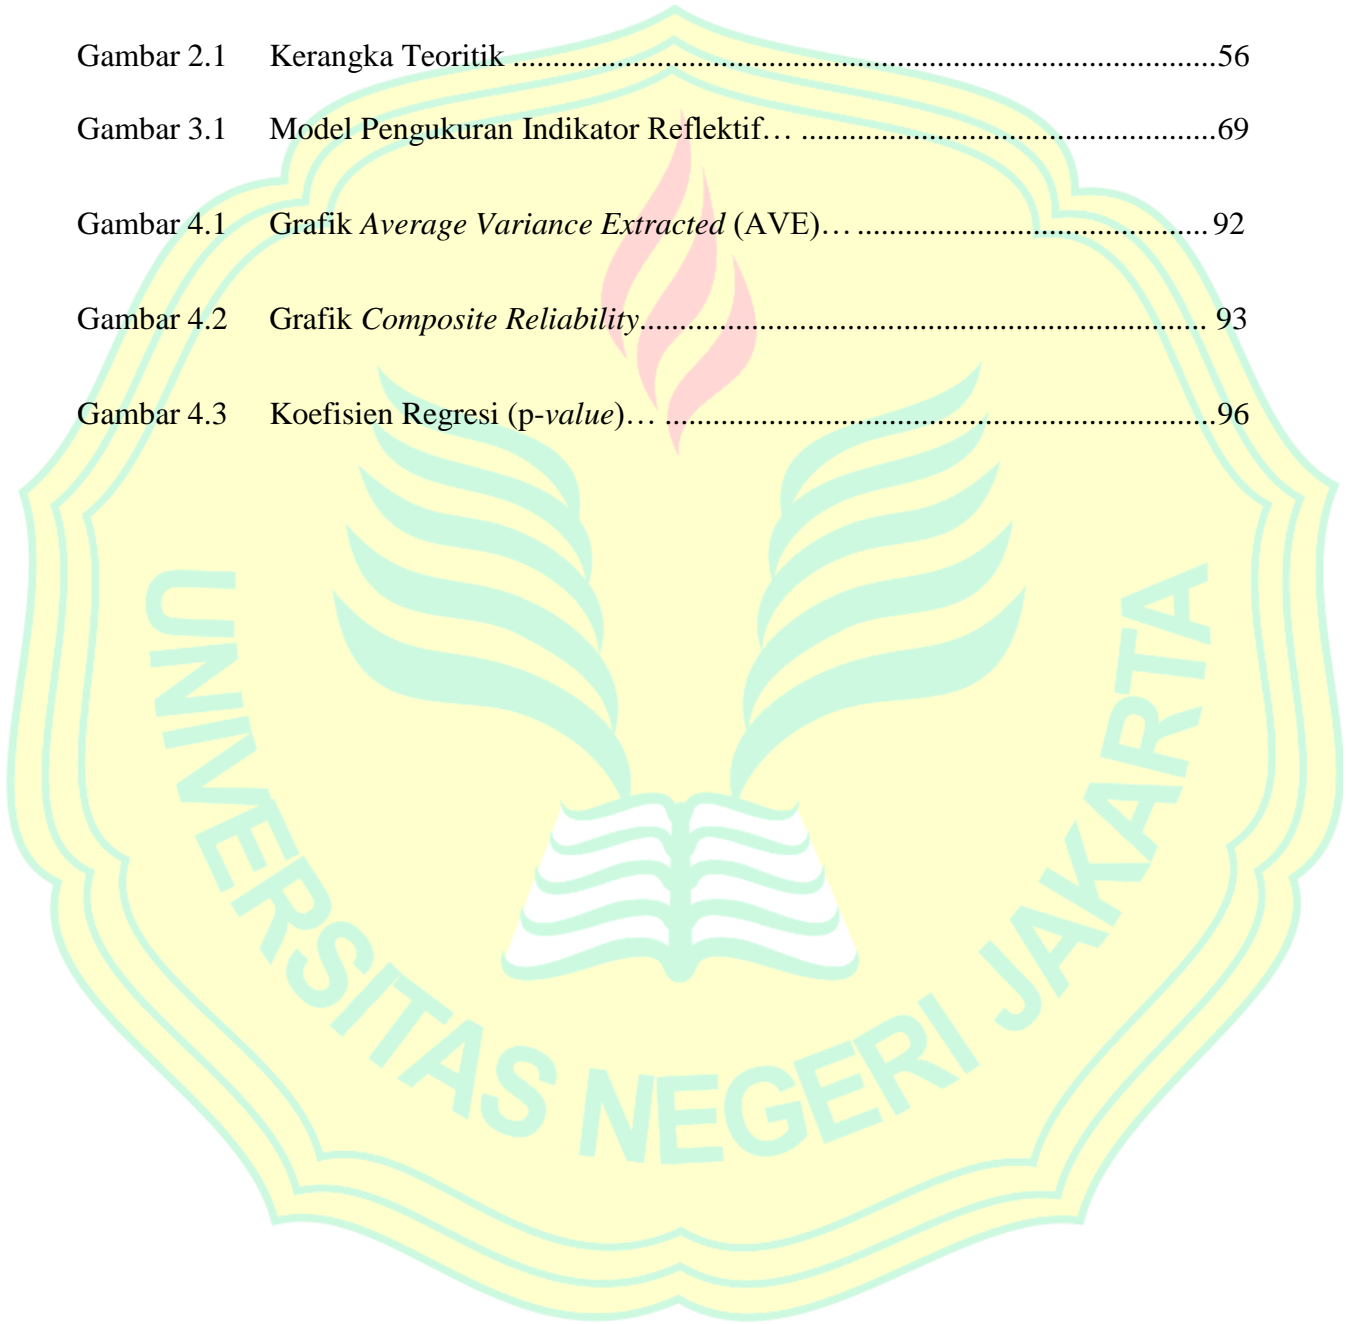 Gambar 2.1 Kerangka Teoritik ........................................................................................56
Gambar 3.1 Model Pengukuran Indikator Reflektif… ....................................................69
Gambar 4.1 Grafik Average Variance Extracted (AVE)… ............................................ 92
Gambar 4.2 Grafik Composite Reliability....................................................................... 93
Gambar 4.3 Koefisien Regresi (p-value)… .....................................................................96
UNIVERSITAS NEGERI JAKARTA